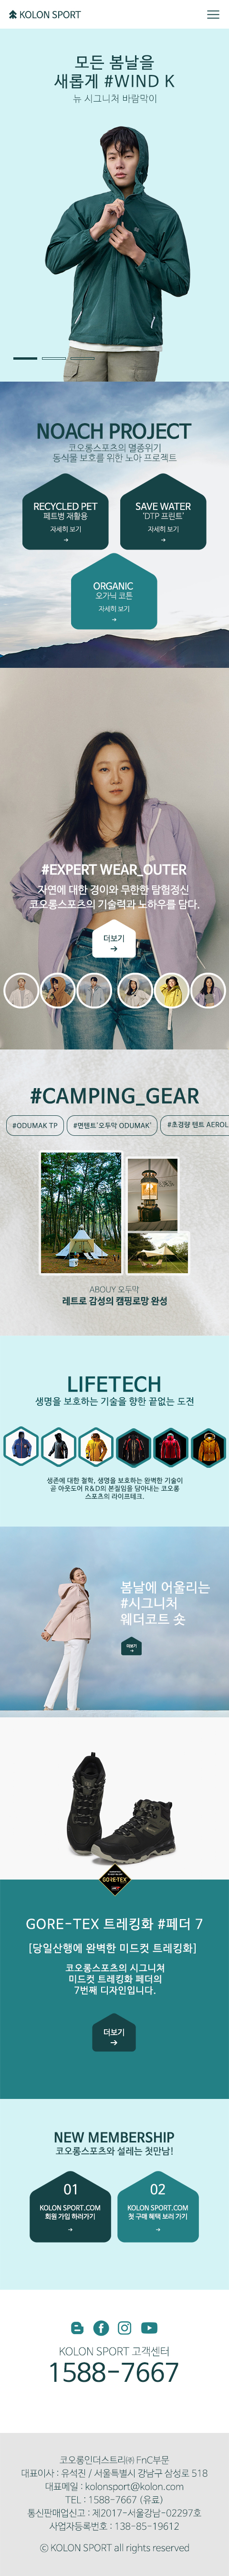 KOLON SPORT
모든 봄날을
새롭게 #WIND K
뉴 시그니처 바람막이
NOACH PROJECT
코오롱스포츠의 멸종위기
동식물 보호를 위한 노아 프로젝트
RECYCLED PET
페트병 재활용
자세히 보기
SAVE WATER
'DTP 프린트'
자세히 보기
ORGANIC
오가닉 코튼
자세히 보기
#EXPERT WEAR_OUTER
자연에 대한 경이와 무한한 탐험정신
코오롱스포츠의 기술력과 노하우를 담다.
더보기
#CAMPING_GEAR
#ODUMAK TP
#면텐트'오두막 ODUMAK'
#초경량 텐트 AEROL
ABOUY 오두막
레트로 감성의 캠핑로망 완성
LIFETECH
생명을 보호하는 기술을 향한 끝없는 도전
생존에 대한 철학, 생명을 보호하는 완벽한 기술이
곧 아웃도어 R&D의 본질임을 담아내는 코오롱
스포츠의 라이프테크.
봄날에 어울리는
#시그니처
웨더코트 숏
더보기
GORE-TEX
GORE-TEX 트레킹화 #페더 7
[당일산행에 완벽한 미드컷 트레킹화]
코오롱스포츠의 시그니쳐
미드컷 트레킹화 페더의
7번째 디자인입니다.
더보기
NEW MEMBERSHIP
코오롱스포츠와 설레는 첫만남!
01
KOLON SPORT.COM
회원 가입 하러가기
02
KOLON SPORT.COM
첫 구매 혜택 보러 가기
KOLON SPORT 고객센터
1588-7667
코오롱인더스트리㈜ FnC부문
대표이사 : 유석진 / 서울특별시 강남구 삼성로 518
대표메일 : kolonsport@kolon.com
TEL : 1588-7667 (유료)
통신판매업신고 : 제2017-서울강남-02297호
사업자등록번호 : 138-85-19612
ⓒ KOLON SPORT all rights reserved